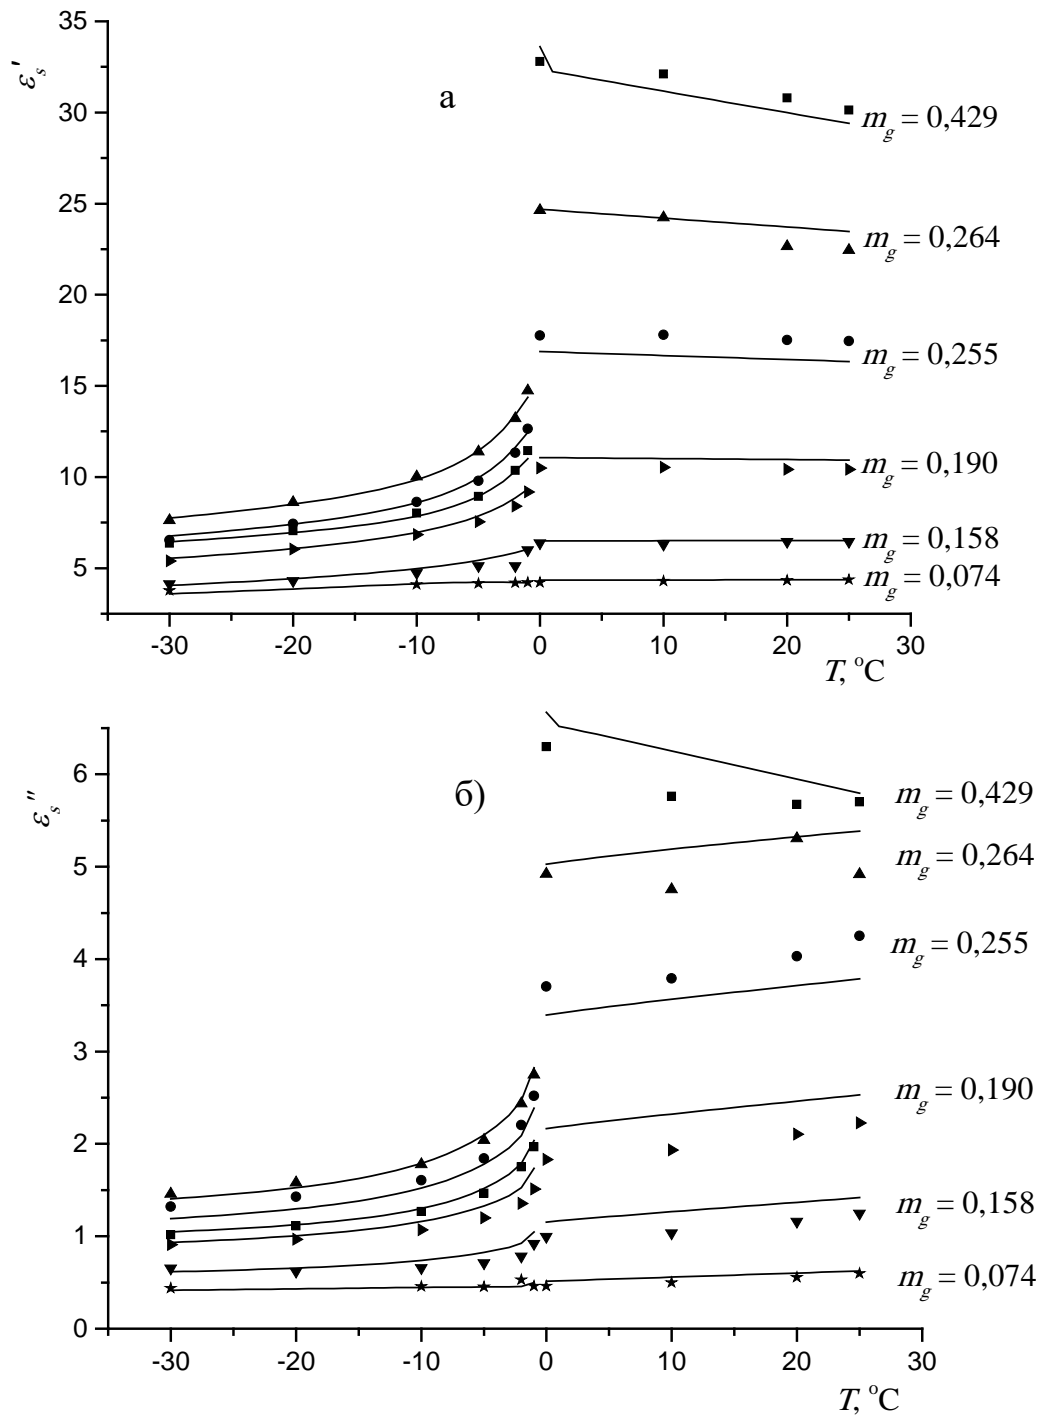 35
30
25
20
15
10
5
εₛ'
а
m_g = 0,429
m_g = 0,264
m_g = 0,255
m_g = 0,190
m_g = 0,158
m_g = 0,074
-30 -20 -10 0 10 20 30
T, °C
6
5
4
3
2
1
0
εₛ"
б)
m_g = 0,429
m_g = 0,264
m_g = 0,255
m_g = 0,190
m_g = 0,158
m_g = 0,074
-30 -20 -10 0 10 20 30
T, °C